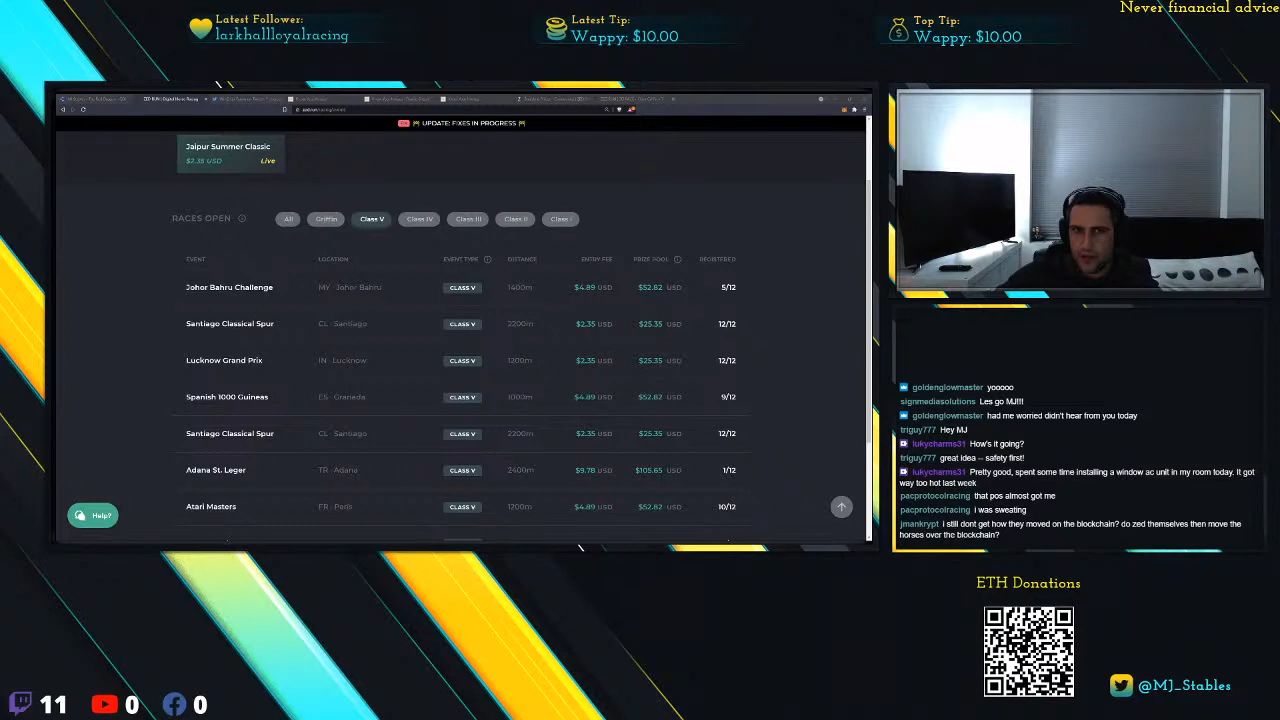 Never financial advice
Latest Follower:
larkhallloyalracing
Latest Tip:
Wappy: $10.00
Top Tip:
Wappy: $10.00
UPDATE: FIXES IN PROGRESS
Jaipur Summer Classic
$2.35 USD Live
RACES OPEN All Griffin Class V Class IV Class III Class II Class I
EVENT LOCATION EVENT TYPE DISTANCE ENTRY FEE PRIZE POOL REGISTERED
Johor Bahru Challenge MY - Johor Bahru CLASS V 1400m $4.89 USD $52.82 USD 5/12
Santiago Classical Spur CL - Santiago CLASS V 2200m $2.35 USD $25.35 USD 12/12
Lucknow Grand Prix IN - Lucknow CLASS V 1200m $2.35 USD $25.35 USD 12/12
Spanish 1000 Guineas ES - Granada CLASS V 1000m $4.89 USD $52.82 USD 9/12
Santiago Classical Spur CL - Santiago CLASS V 2200m $2.35 USD $25.35 USD 12/12
Adana St. Leger TR - Adana CLASS V 2400m $9.78 USD $105.65 USD 1/12
Atari Masters FR - Paris CLASS V 1200m $4.89 USD $52.82 USD 10/12
Help?
goldenglowmaster yooooo
signmediasolutions Les go MJ!!!
goldenglowmaster had me worried didn't hear from you today
triguy777 Hey MJ
lukycharms31 How's it going?
triguy777 great idea -- safety first!
lukycharms31 Pretty good, spent some time installing a window ac unit in my room today. It got
way too hot last week
pacprotocolracing that pos almost got me
pacprotocolracing i was sweating
jmankrypt i still dont get how they moved on the blockchain? do zed themselves then move the
horses over the blockchain?
ETH Donations
@MJ_Stables
11 0 0